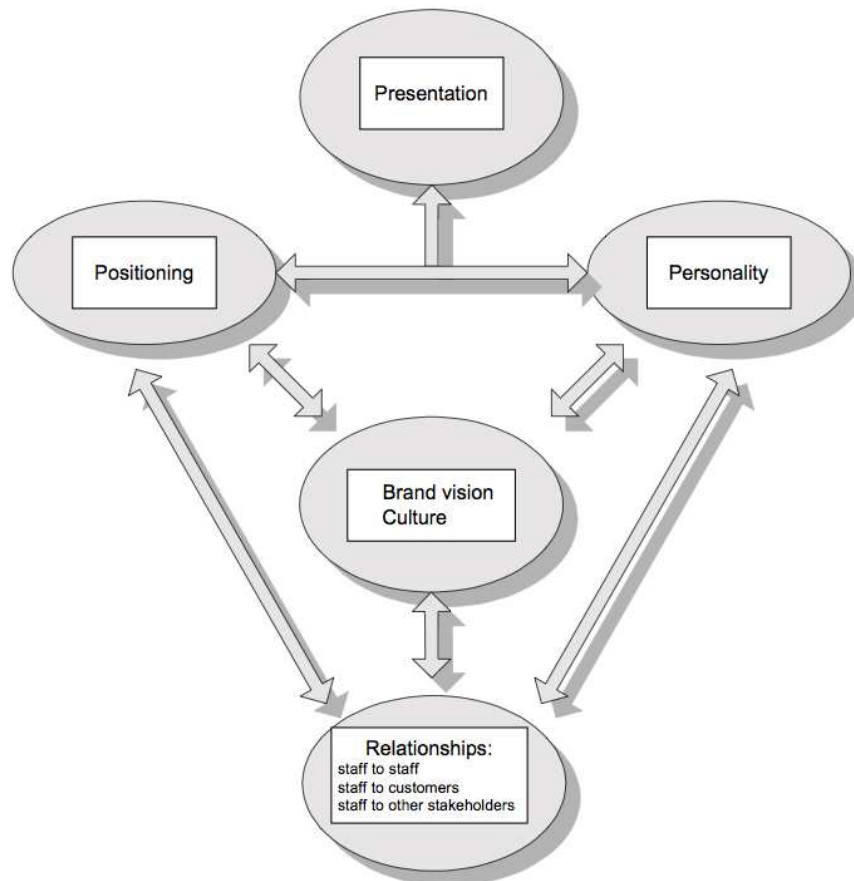 Presentation
Positioning
Personality
Brand vision
Culture
Relationships:
staff to staff
staff to customers
staff to other stakeholders